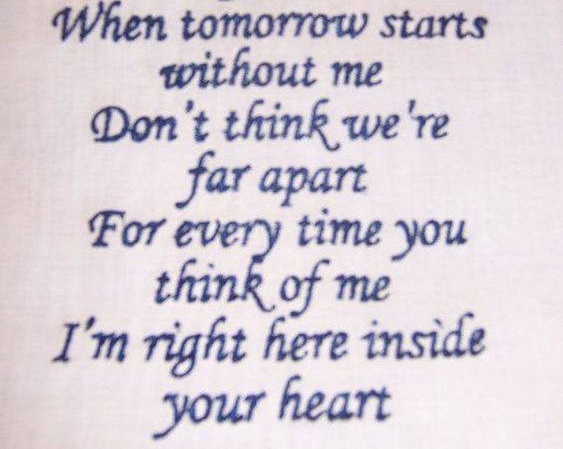 When tomorrow starts
without me
Don't think we're
far apart
For every time you
think of me
I'm right here inside
your heart